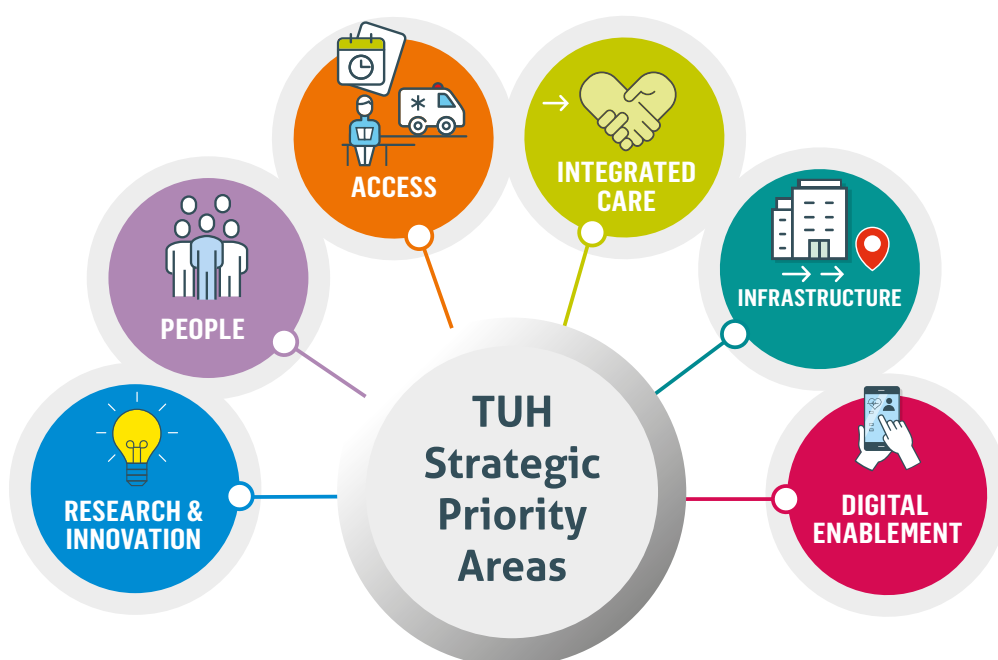 ACCESS
INTEGRATED
CARE
PEOPLE
INFRASTRUCTURE
RESEARCH &
INNOVATION
DIGITAL
ENABLEMENT
TUH
Strategic
Priority
Areas